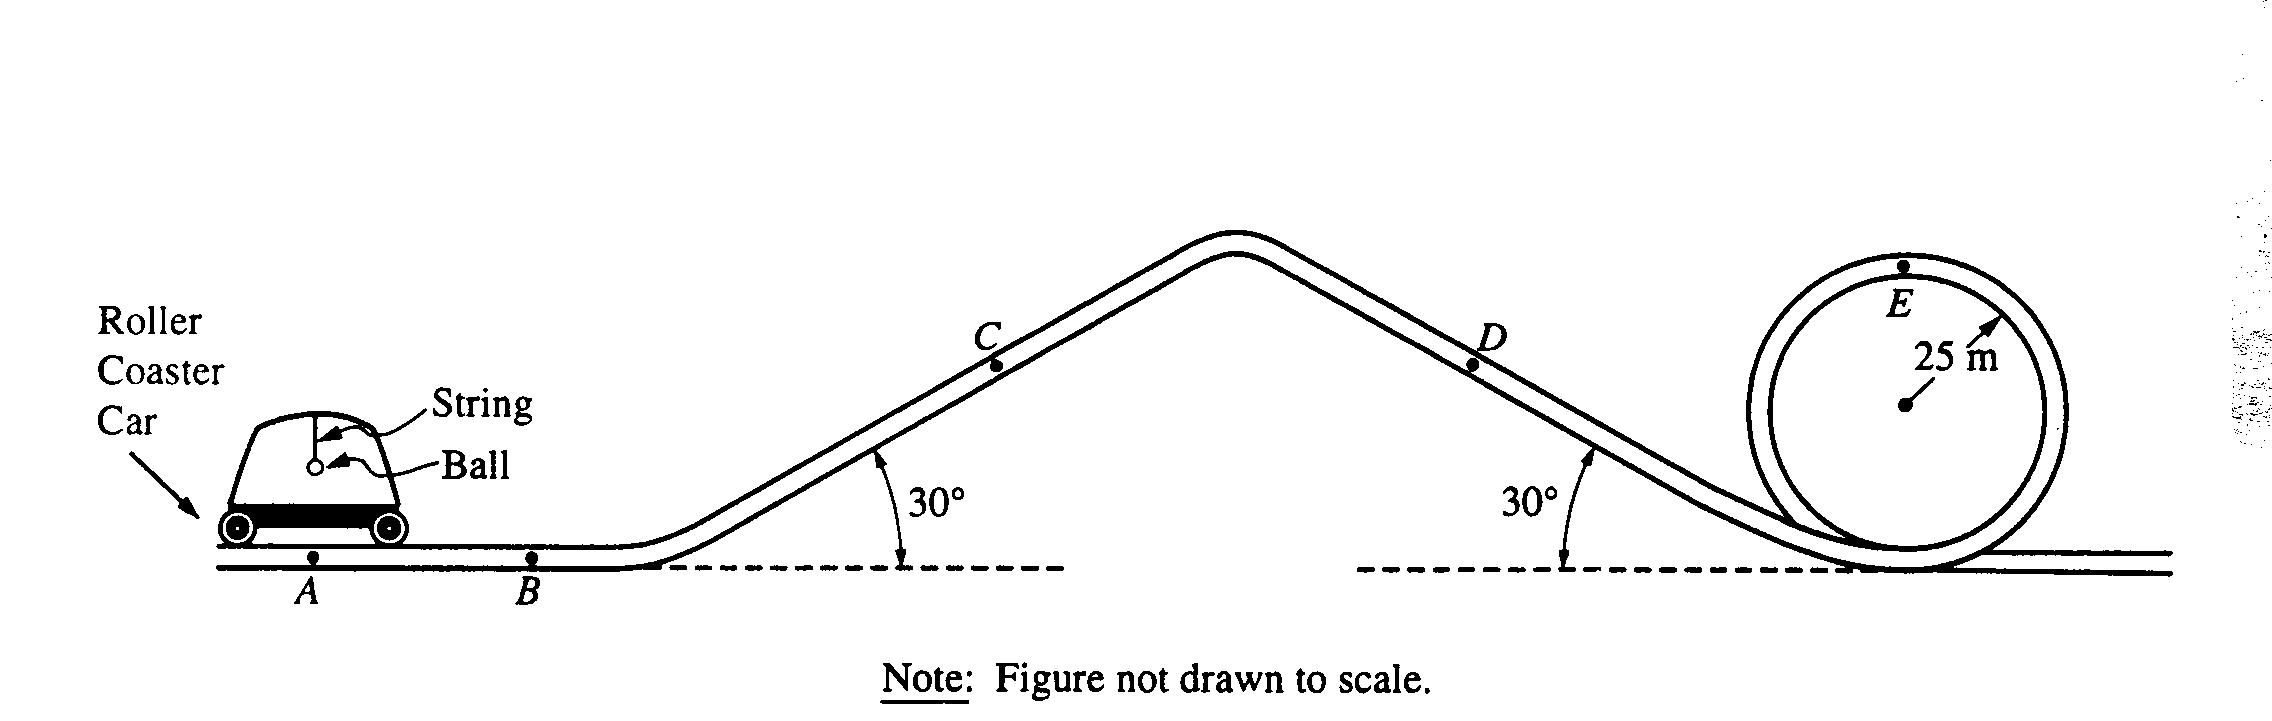 Roller
Coaster
Car
String
Ball
A
B
C
D
E
30°
30°
25 m
Note: Figure not drawn to scale.